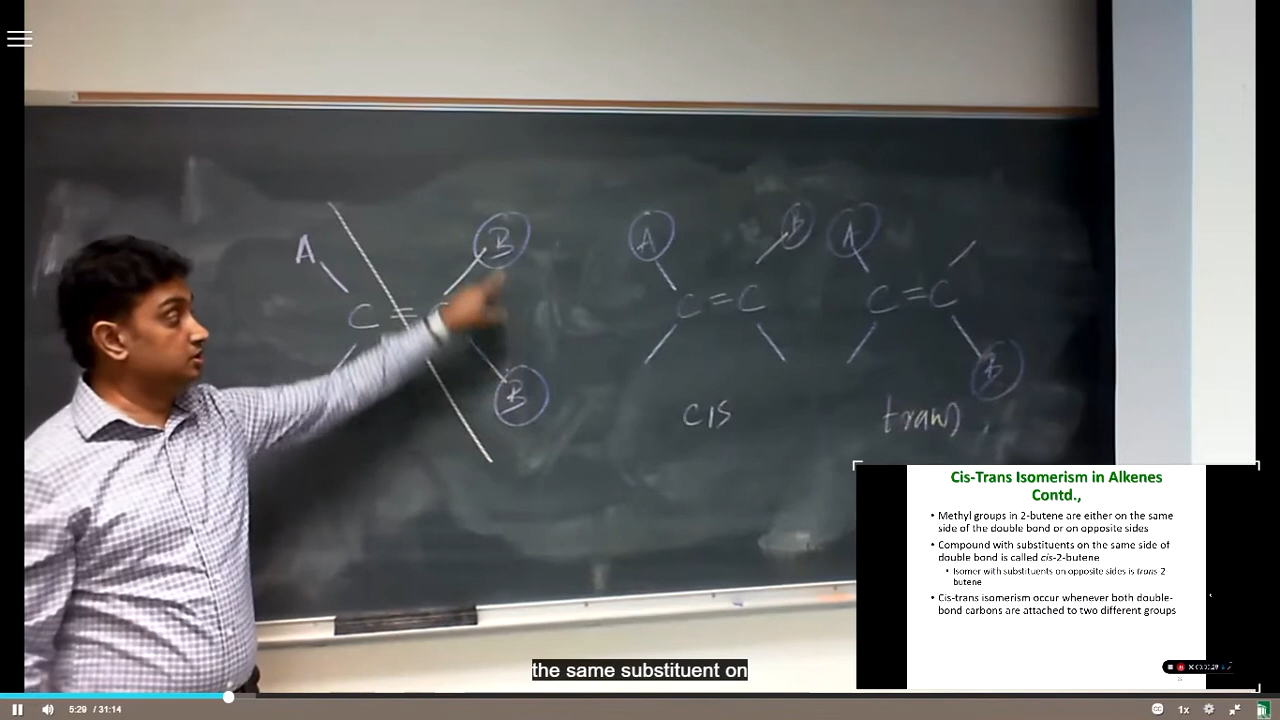 A
B
C =
B
A
B
C = C
cis
A
C = C
B
trans
Cis-Trans Isomerism in Alkenes
Contd.,
• Methyl groups in 2-butene are either on the same
side of the double bond or on opposite sides
• Compound with substituents on the same side of
double bond is called cis-2-butene
• Isomer with substituents on opposite sides is trans 2
butene
• Cis-trans isomerism occur whenever both double-
bond carbons are attached to two different groups
the same substituent on
5:29 / 31:14
CC
1x